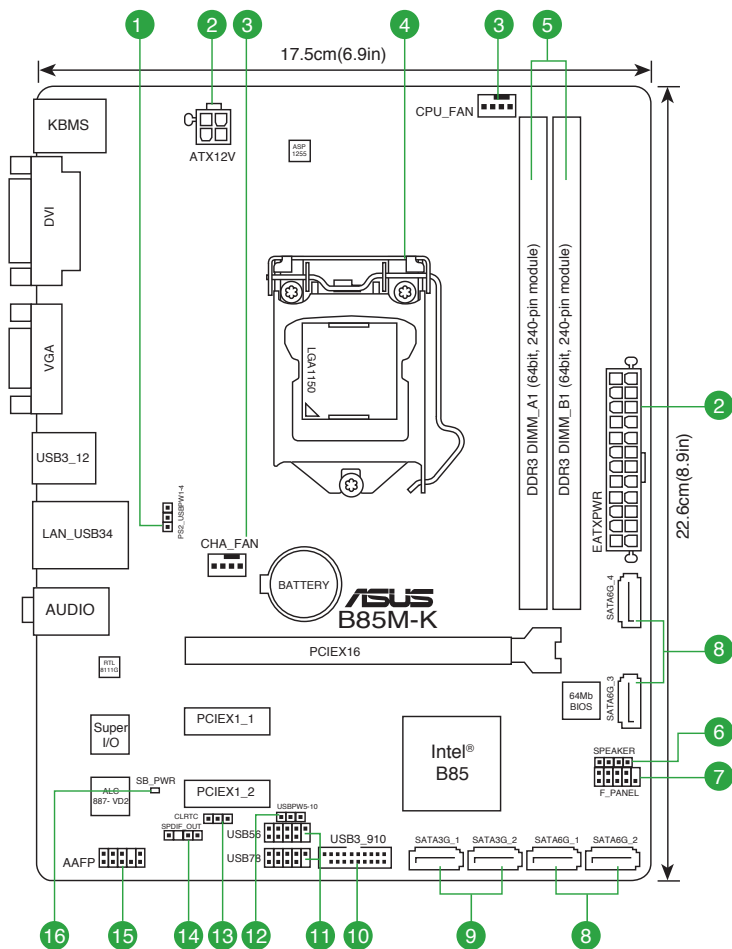 1
2
3
4
3
5
17.5cm(6.9in)
KBMS
ATX12V
CPU_FAN
ASP
1255
DVI
DDR3 DIMM_A1 (64bit, 240-pin module)
DDR3 DIMM_B1 (64bit, 240-pin module)
LGA1150
VGA
2
22.6cm(8.9in)
EATXPWR
USB3_12
PS2_USBPW1-4
1
LAN_USB34
CHA_FAN
BATTERY
ASUS
B85M-K
SATA6G_4
AUDIO
PCIEX16
8
RTL
8111G
64Mb
BIOS
SATA6G_3
Super
I/O
PCIEX1_1
Intel®
B85
6
SPEAKER
7
F_PANEL
ALC
887- VD2
SB_PWR
PCIEX1_2
CLRTC
SPDIF_OUT
USBPW5-10
USB56
USB3_910
USB78
AAFP
SATA3G_1
SATA3G_2
SATA6G_1
SATA6G_2
16
15
14
13
12
11
10
9
8